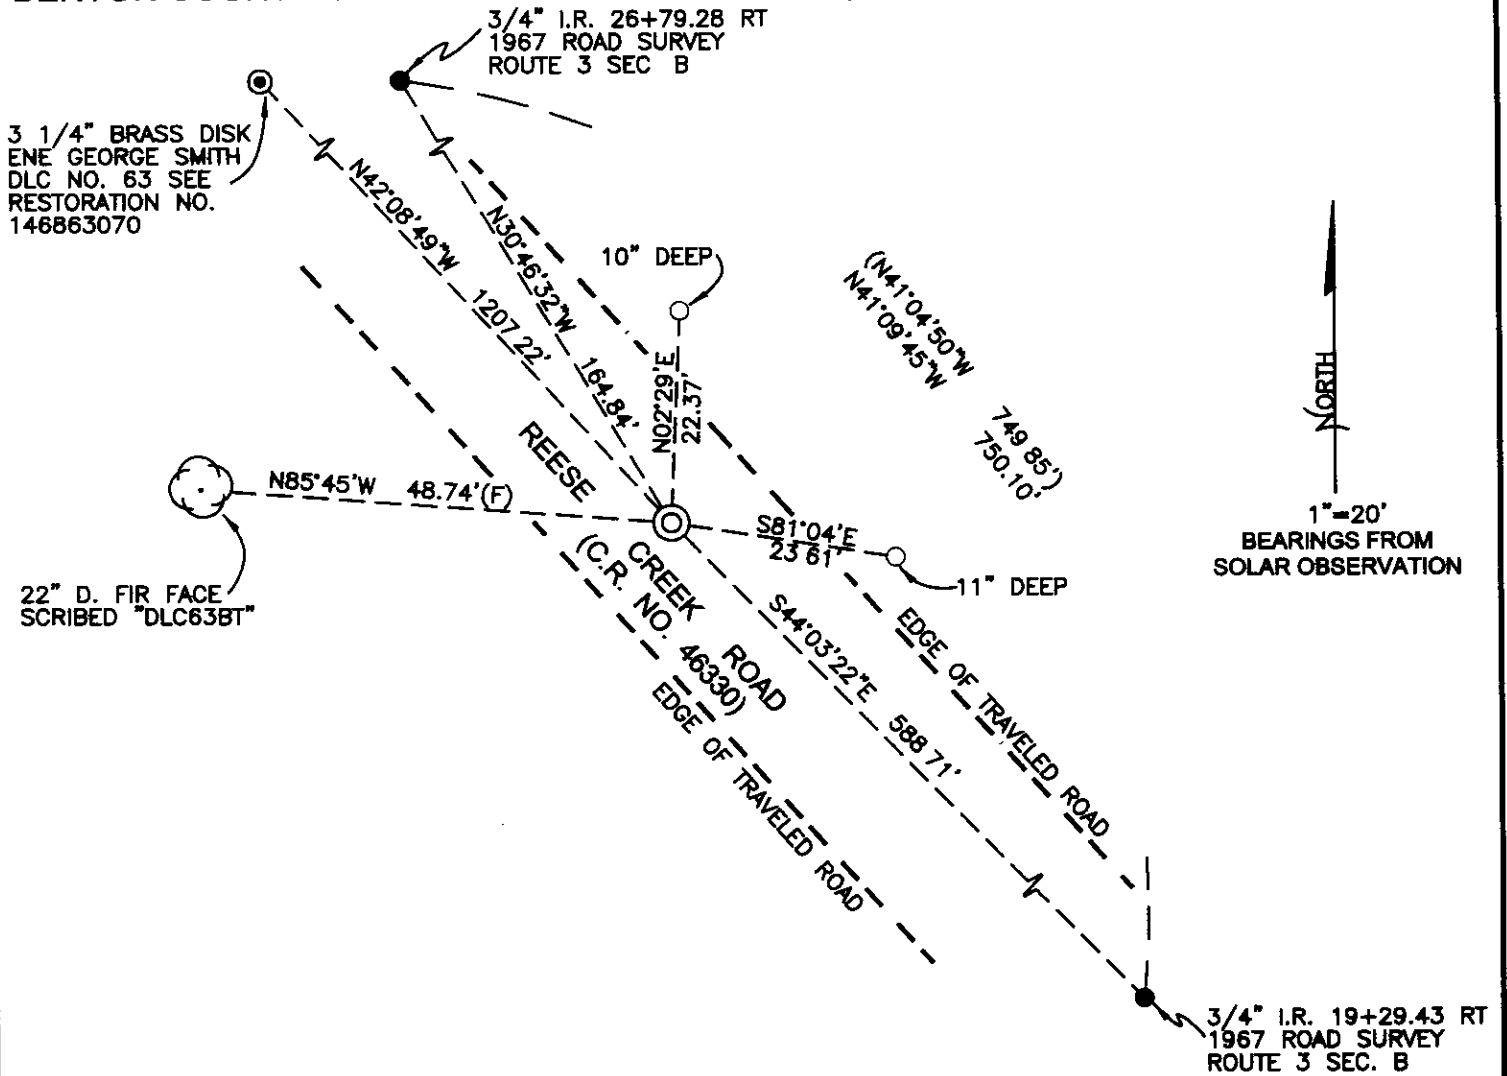 3/4" I.R. 26+79.28 RT
1967 ROAD SURVEY
ROUTE 3 SEC B
3 1/4" BRASS DISK
ENE GEORGE SMITH
DLC NO. 63 SEE
RESTORATION NO.
146863070
N42°08'49"W 1207 22'
N30°46'32"W 164.84'
10" DEEP
N02°29'E
22.37'
(N41°04'50"W 749 85')
N41°09'45"W 750.10'
NORTH
1"=20'
BEARINGS FROM
SOLAR OBSERVATION
N85°45'W 48.74'(F)
22" D. FIR FACE
SCRIBED "DLC63BT"
REESE CREEK ROAD
(C.R. NO. 46330)
S81°04'E
23 61'
11" DEEP
S44°03'22"E 588 71'
EDGE OF TRAVELED ROAD
EDGE OF TRAVELED ROAD
3/4" I.R. 19+29.43 RT
1967 ROAD SURVEY
ROUTE 3 SEC. B